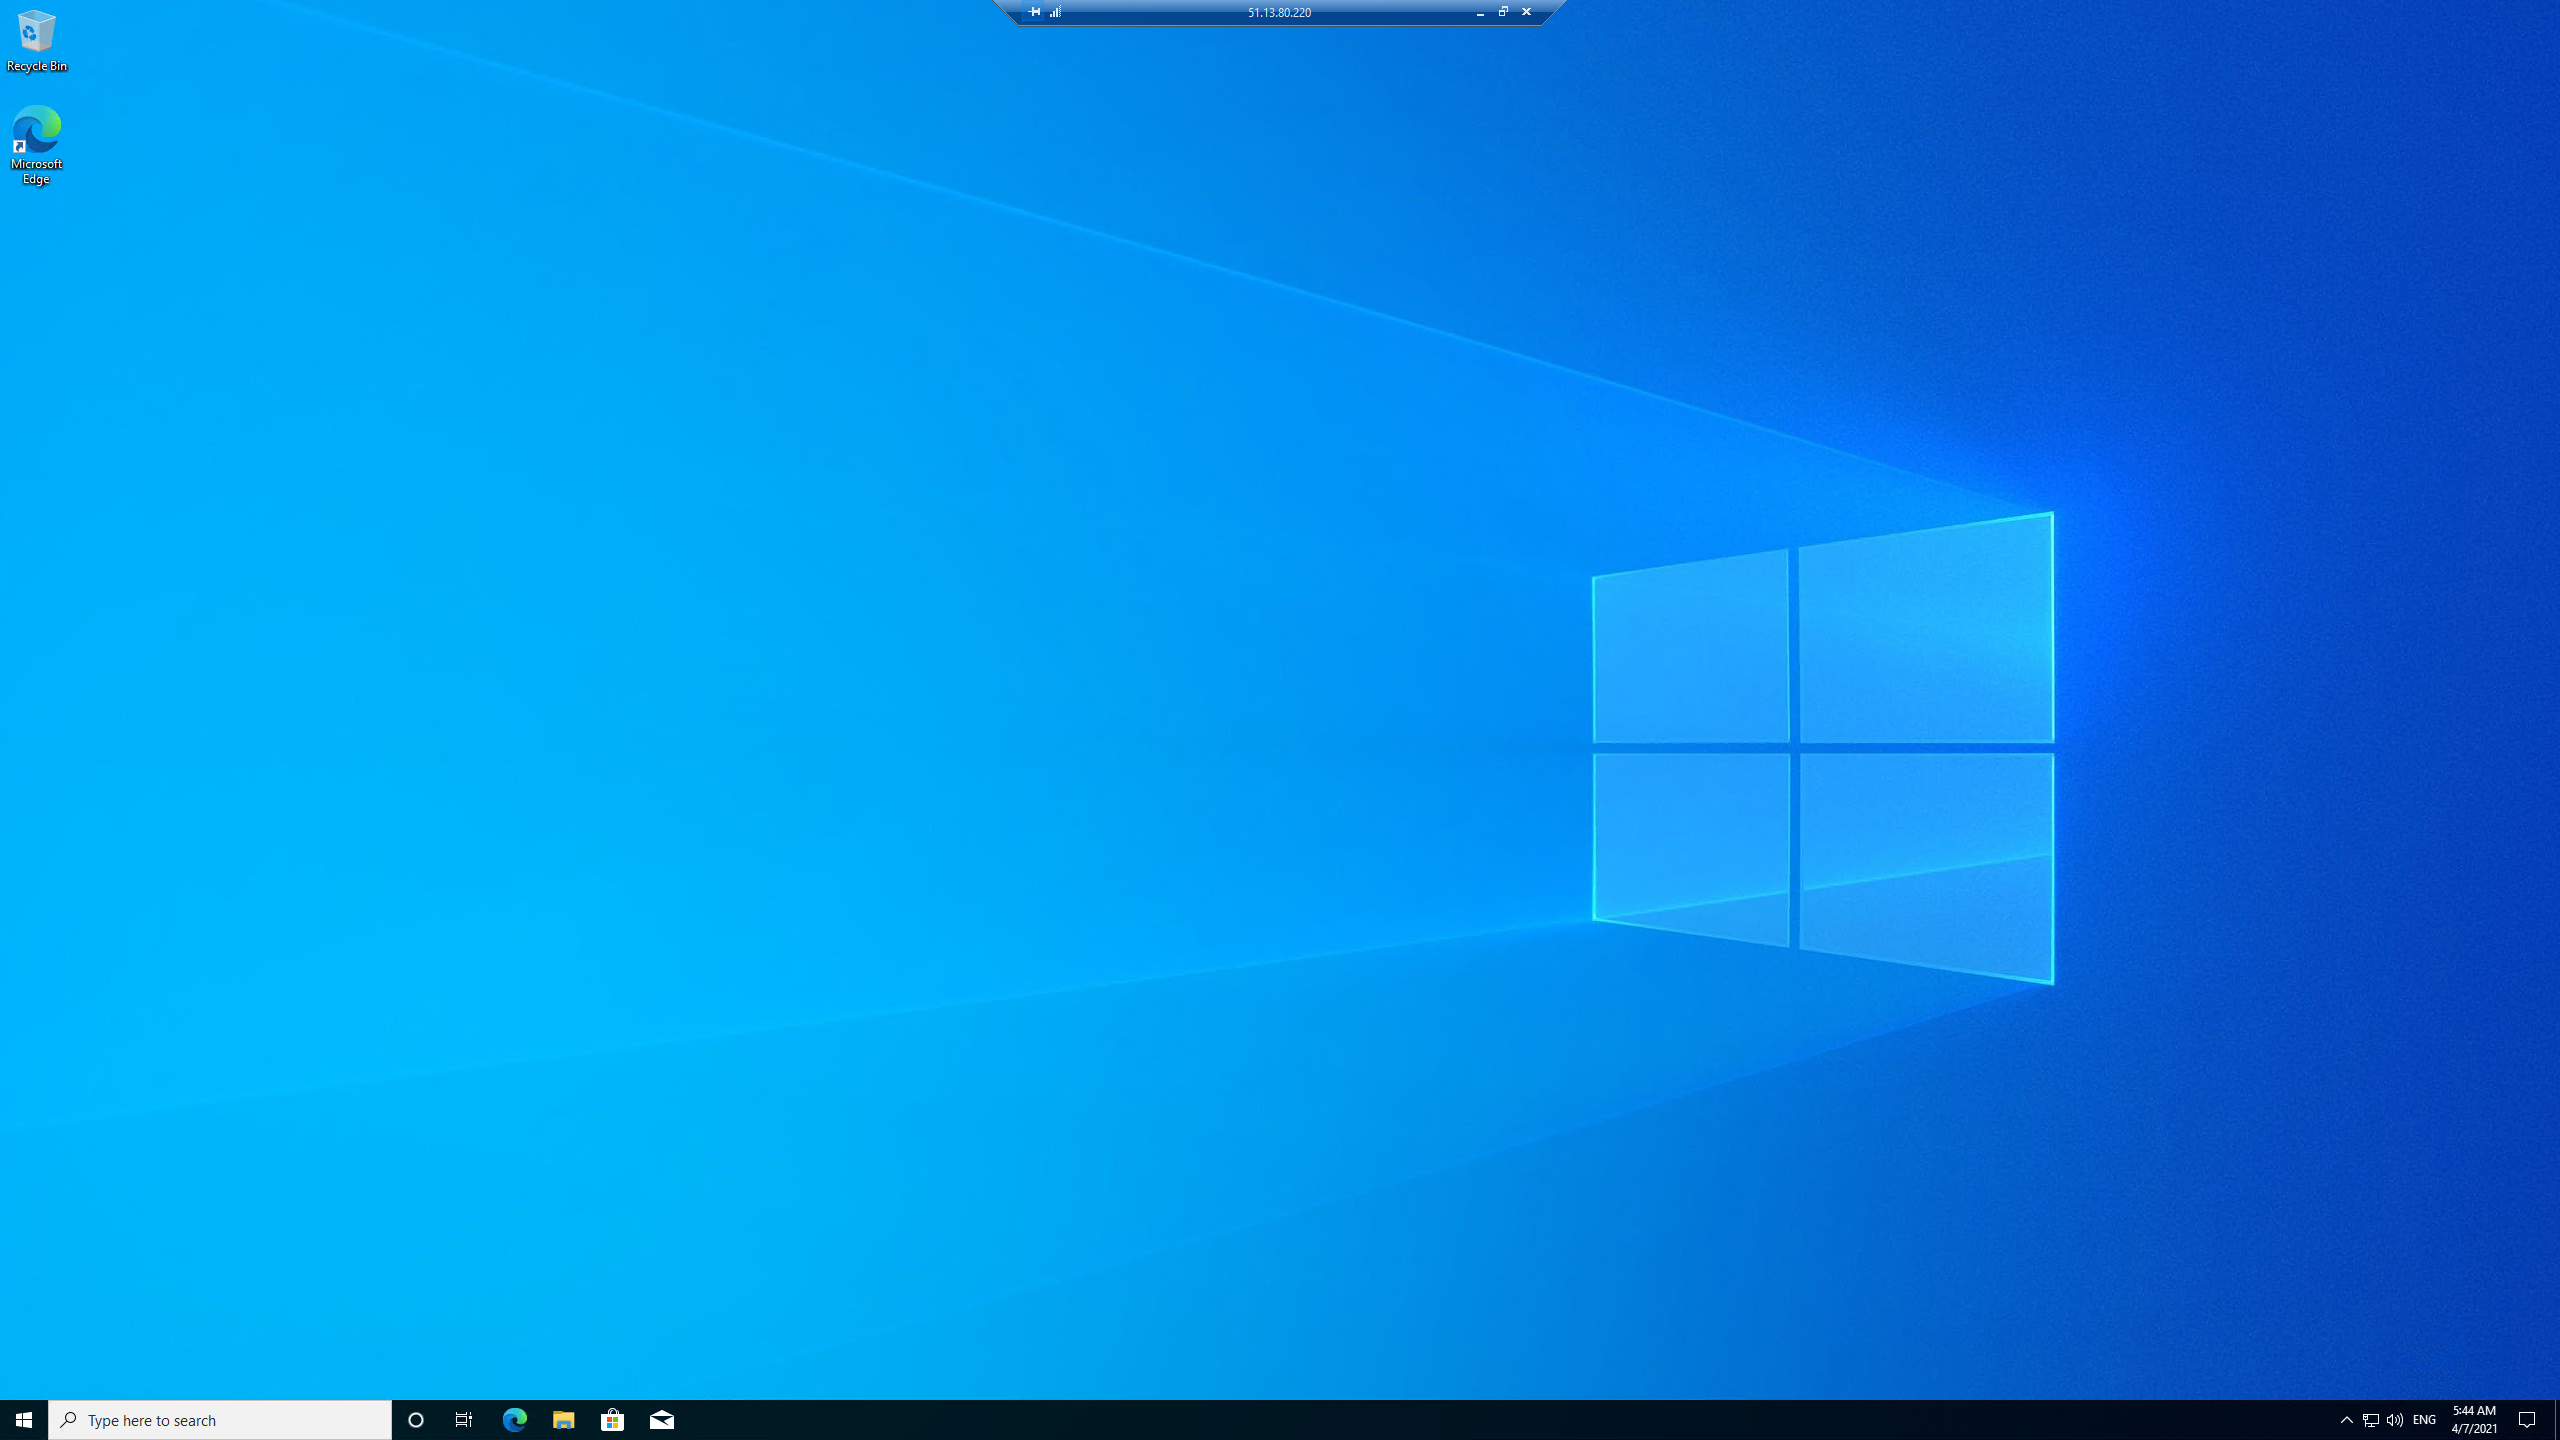 51.13.80.220
Recycle Bin
Microsoft
Edge
Type here to search
ENG
5:44 AM
4/7/2021